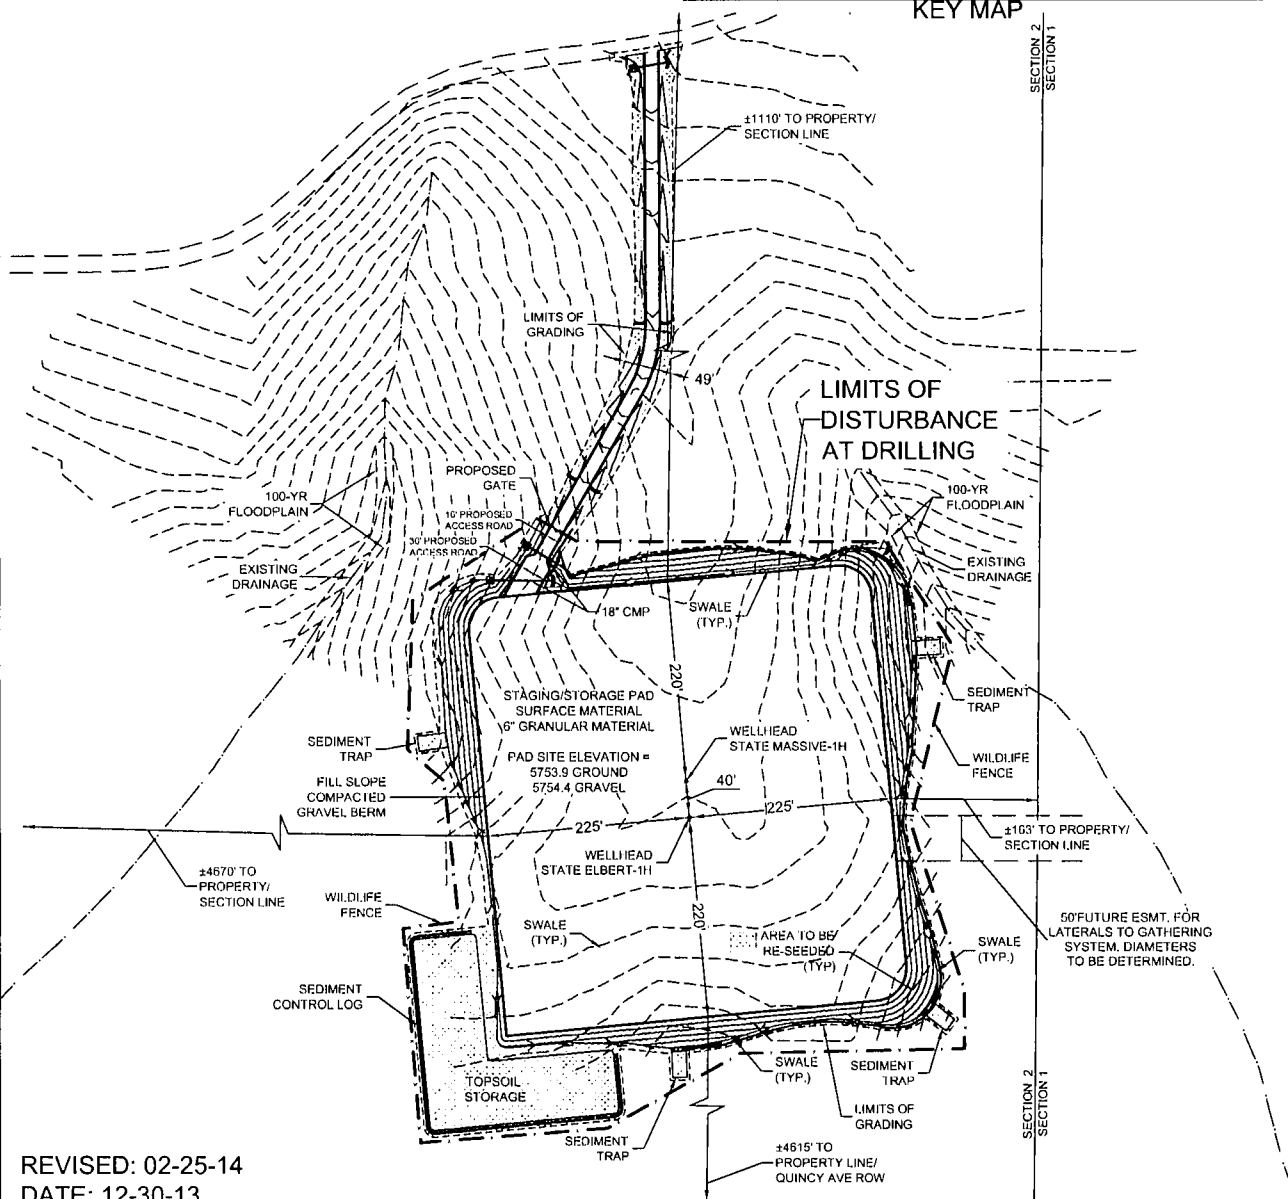 KEY MAP
SECTION 2
SECTION 1
±1110' TO PROPERTY/
SECTION LINE
LIMITS OF
GRADING
49'
LIMITS OF
DISTURBANCE
AT DRILLING
PROPOSED
GATE
100-YR
FLOODPLAIN
100-YR
FLOODPLAIN
16' PROPOSED
ACCESS ROAD
30' PROPOSED
ACCESS ROAD
EXISTING
DRAINAGE
EXISTING
DRAINAGE
18" CMP
SWALE
(TYP.)
220'
STAGING/STORAGE PAD
SURFACE MATERIAL
6" GRANULAR MATERIAL
SEDIMENT
TRAP
WELLHEAD
STATE MASSIVE-1H
SEDIMENT
TRAP
PAD SITE ELEVATION =
5753.9 GROUND
5754.4 GRAVEL
WILDLIFE
FENCE
FILL SLOPE
COMPACTED
GRAVEL BERM
40'
225'
225'
±163' TO PROPERTY/
SECTION LINE
WELLHEAD
STATE ELBERT-1H
±4670' TO
PROPERTY/
SECTION LINE
WILDLIFE
FENCE
220'
SWALE
(TYP.)
AREA TO BE
RE-SEEDED
(TYP)
50'FUTURE ESMT. FOR
LATERALS TO GATHERING
SYSTEM. DIAMETERS
TO BE DETERMINED.
SWALE
(TYP.)
SEDIMENT
CONTROL LOG
TOPSOIL
STORAGE
SWALE
(TYP.)
SEDIMENT
TRAP
LIMITS OF
GRADING
SECTION 2
SECTION 1
SEDIMENT
TRAP
±4615' TO
PROPERTY LINE/
QUINCY AVE ROW
REVISED: 02-25-14
DATE: 12-30-13